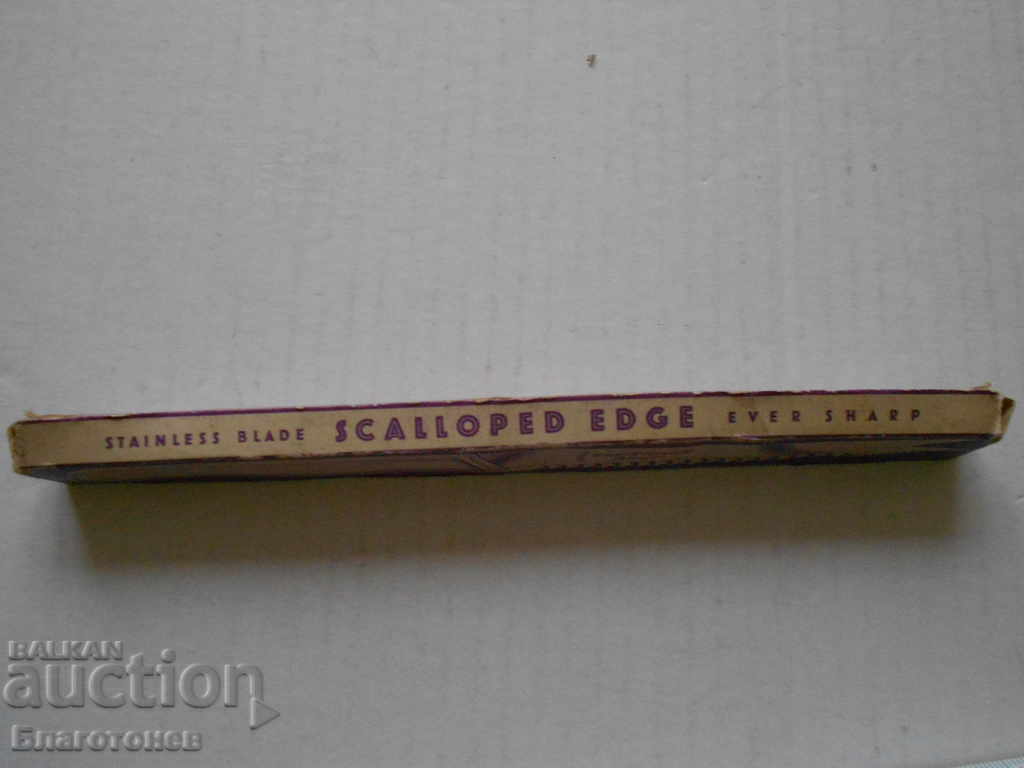 STAINLESS BLADE SCALLOPED EDGE EVER SHARP
BALKAN
auction
Благотонев